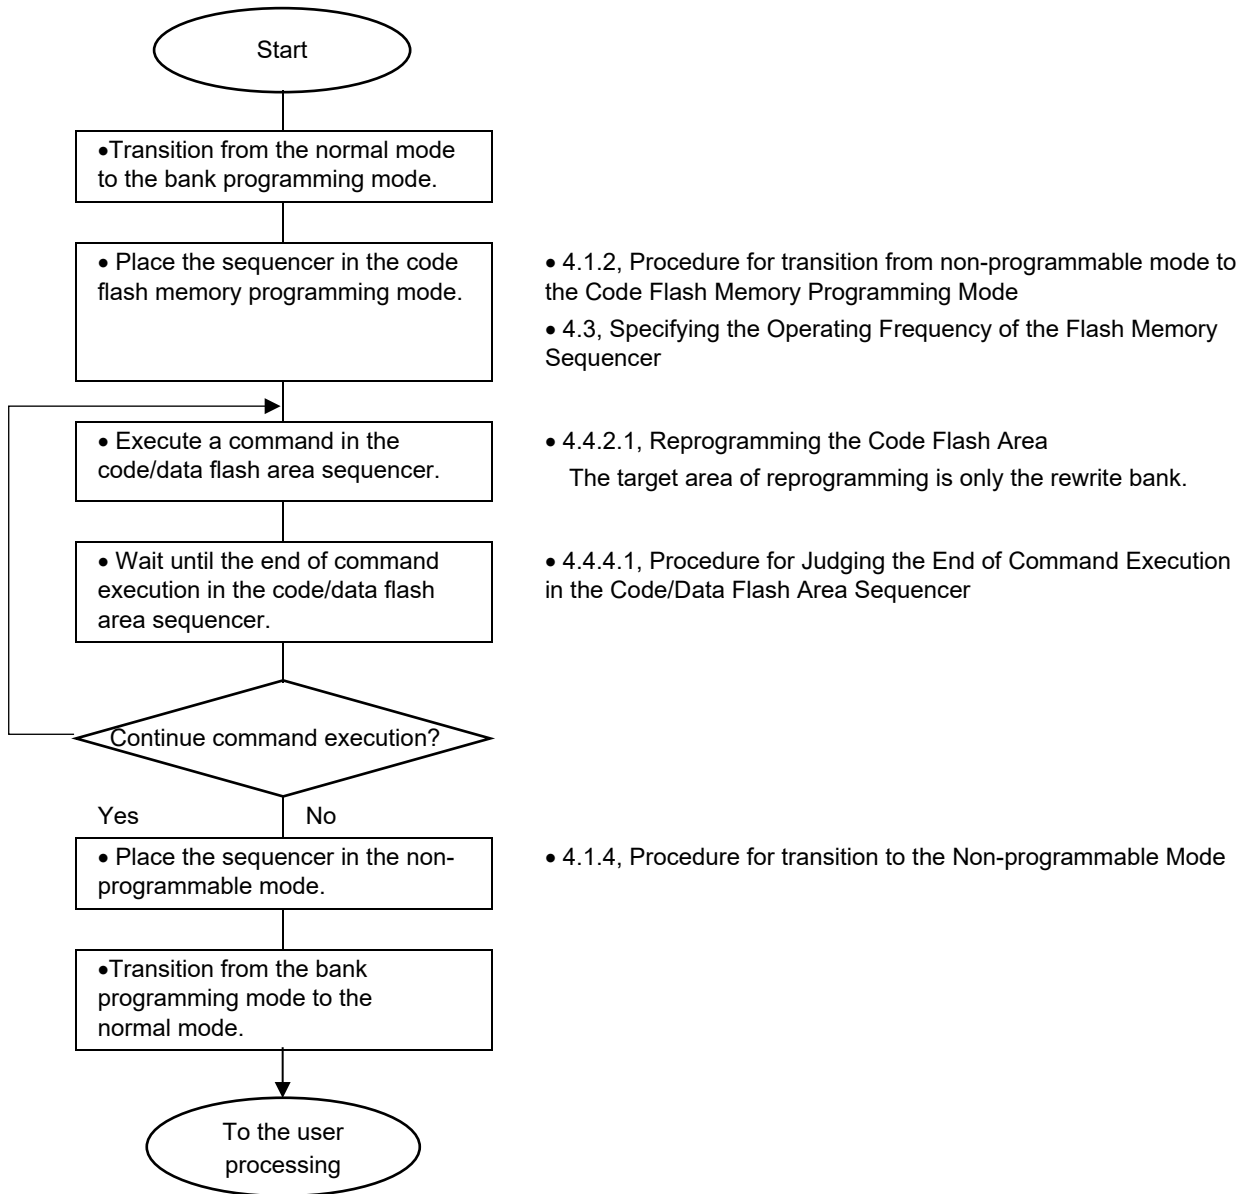 Start
•Transition from the normal mode
to the bank programming mode.
• Place the sequencer in the code
flash memory programming mode.
• 4.1.2, Procedure for transition from non-programmable mode to
the Code Flash Memory Programming Mode
• 4.3, Specifying the Operating Frequency of the Flash Memory
Sequencer
• Execute a command in the
code/data flash area sequencer.
• 4.4.2.1, Reprogramming the Code Flash Area
The target area of reprogramming is only the rewrite bank.
• Wait until the end of command
execution in the code/data flash
area sequencer.
• 4.4.4.1, Procedure for Judging the End of Command Execution
in the Code/Data Flash Area Sequencer
Continue command execution?
Yes
No
• Place the sequencer in the non-
programmable mode.
• 4.1.4, Procedure for transition to the Non-programmable Mode
•Transition from the bank
programming mode to the
normal mode.
To the user
processing